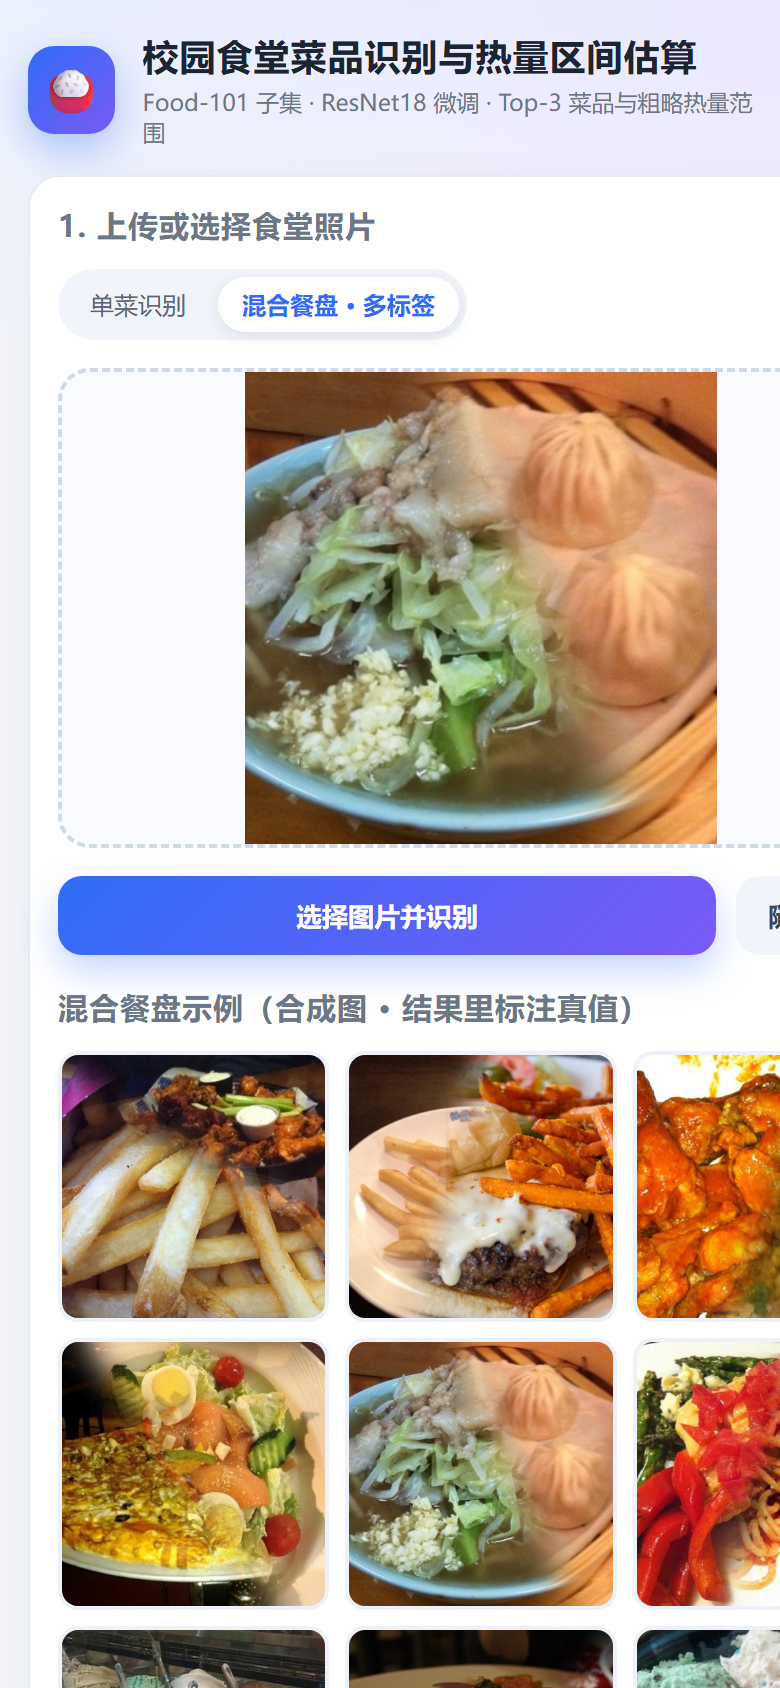 校园食堂菜品识别与热量区间估算
Food-101 子集 · ResNet18 微调 · Top-3 菜品与粗略热量范
围
1. 上传或选择食堂照片
单菜识别
混合餐盘 · 多标签
选择图片并识别
混合餐盘示例（合成图 · 结果里标注真值）